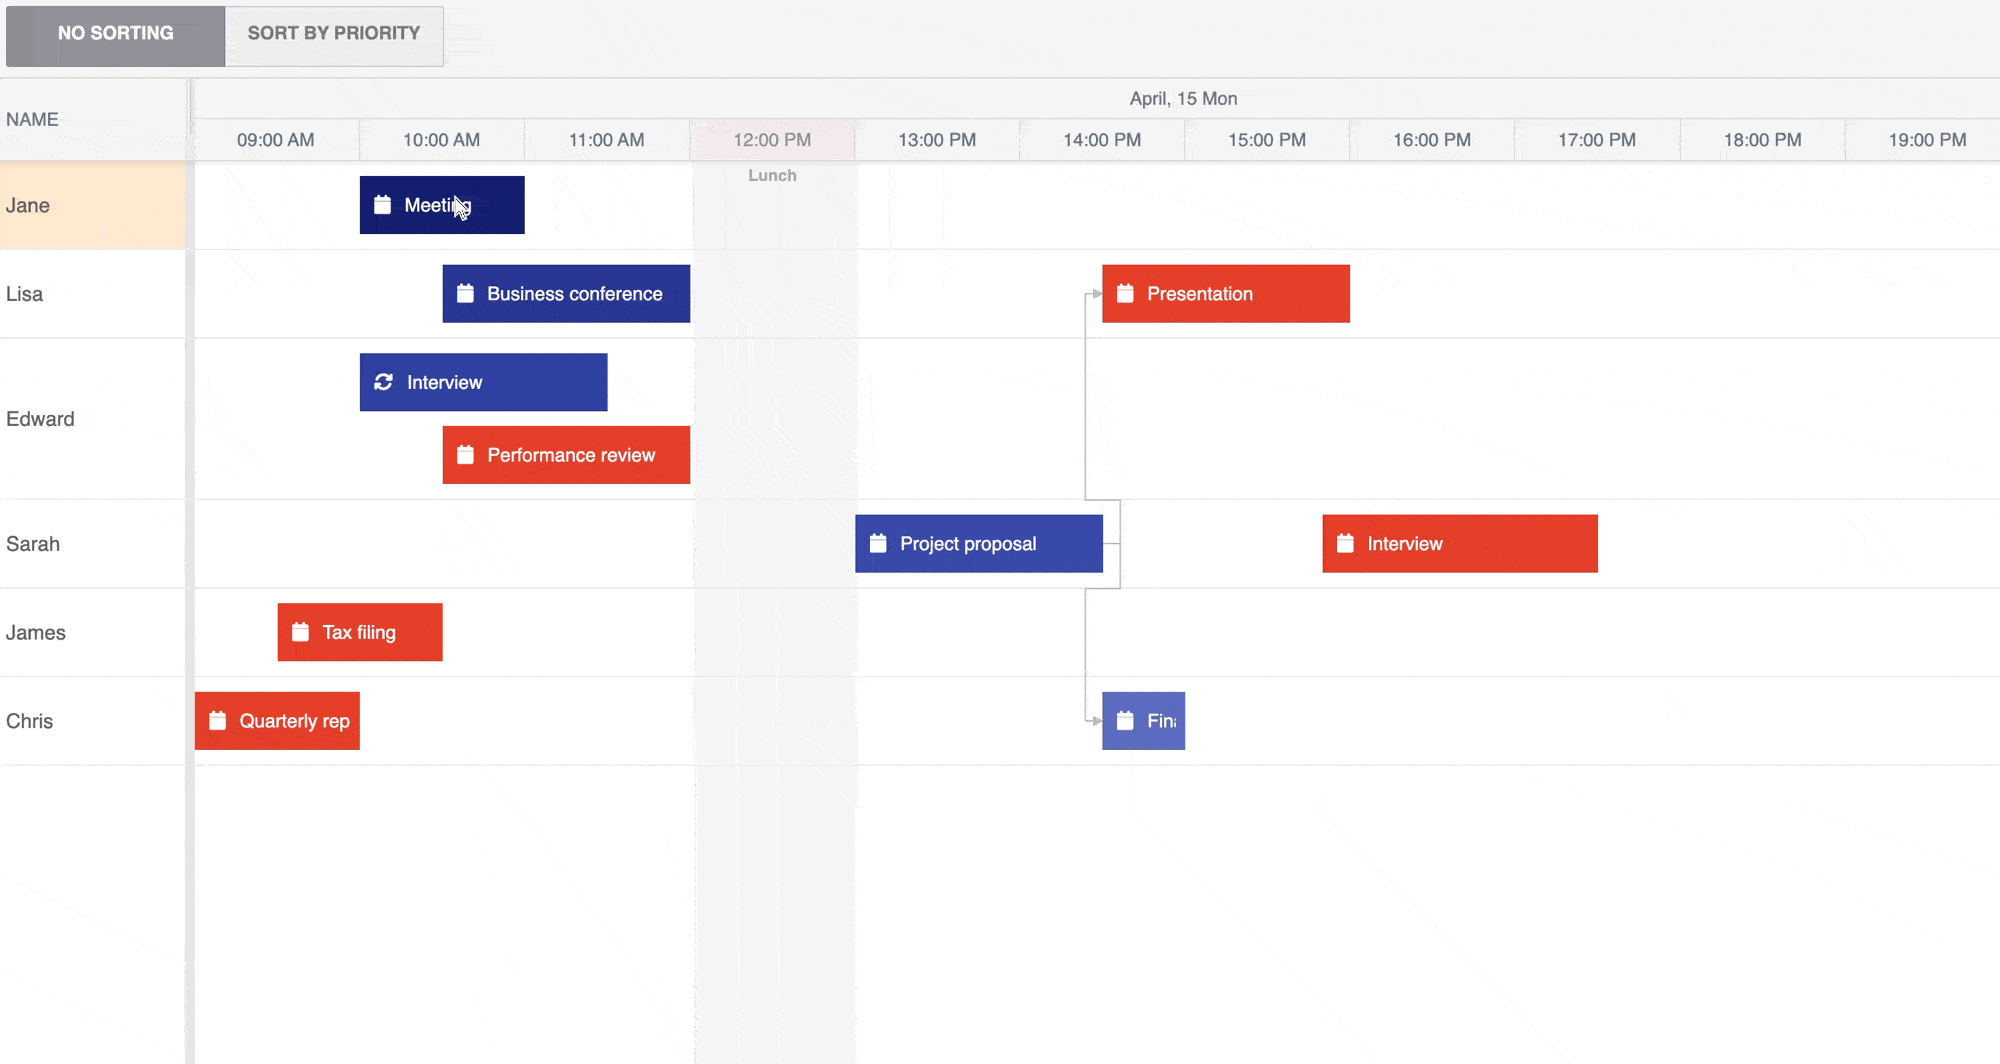 NO SORTING SORT BY PRIORITY
April, 15 Mon
NAME
09:00 AM 10:00 AM 11:00 AM 12:00 PM 13:00 PM 14:00 PM 15:00 PM 16:00 PM 17:00 PM 18:00 PM 19:00 PM
Lunch
Jane Meeting
Lisa Business conference Presentation
Interview
Edward
Performance review
Sarah Project proposal Interview
James Tax filing
Chris Quarterly rep Fina